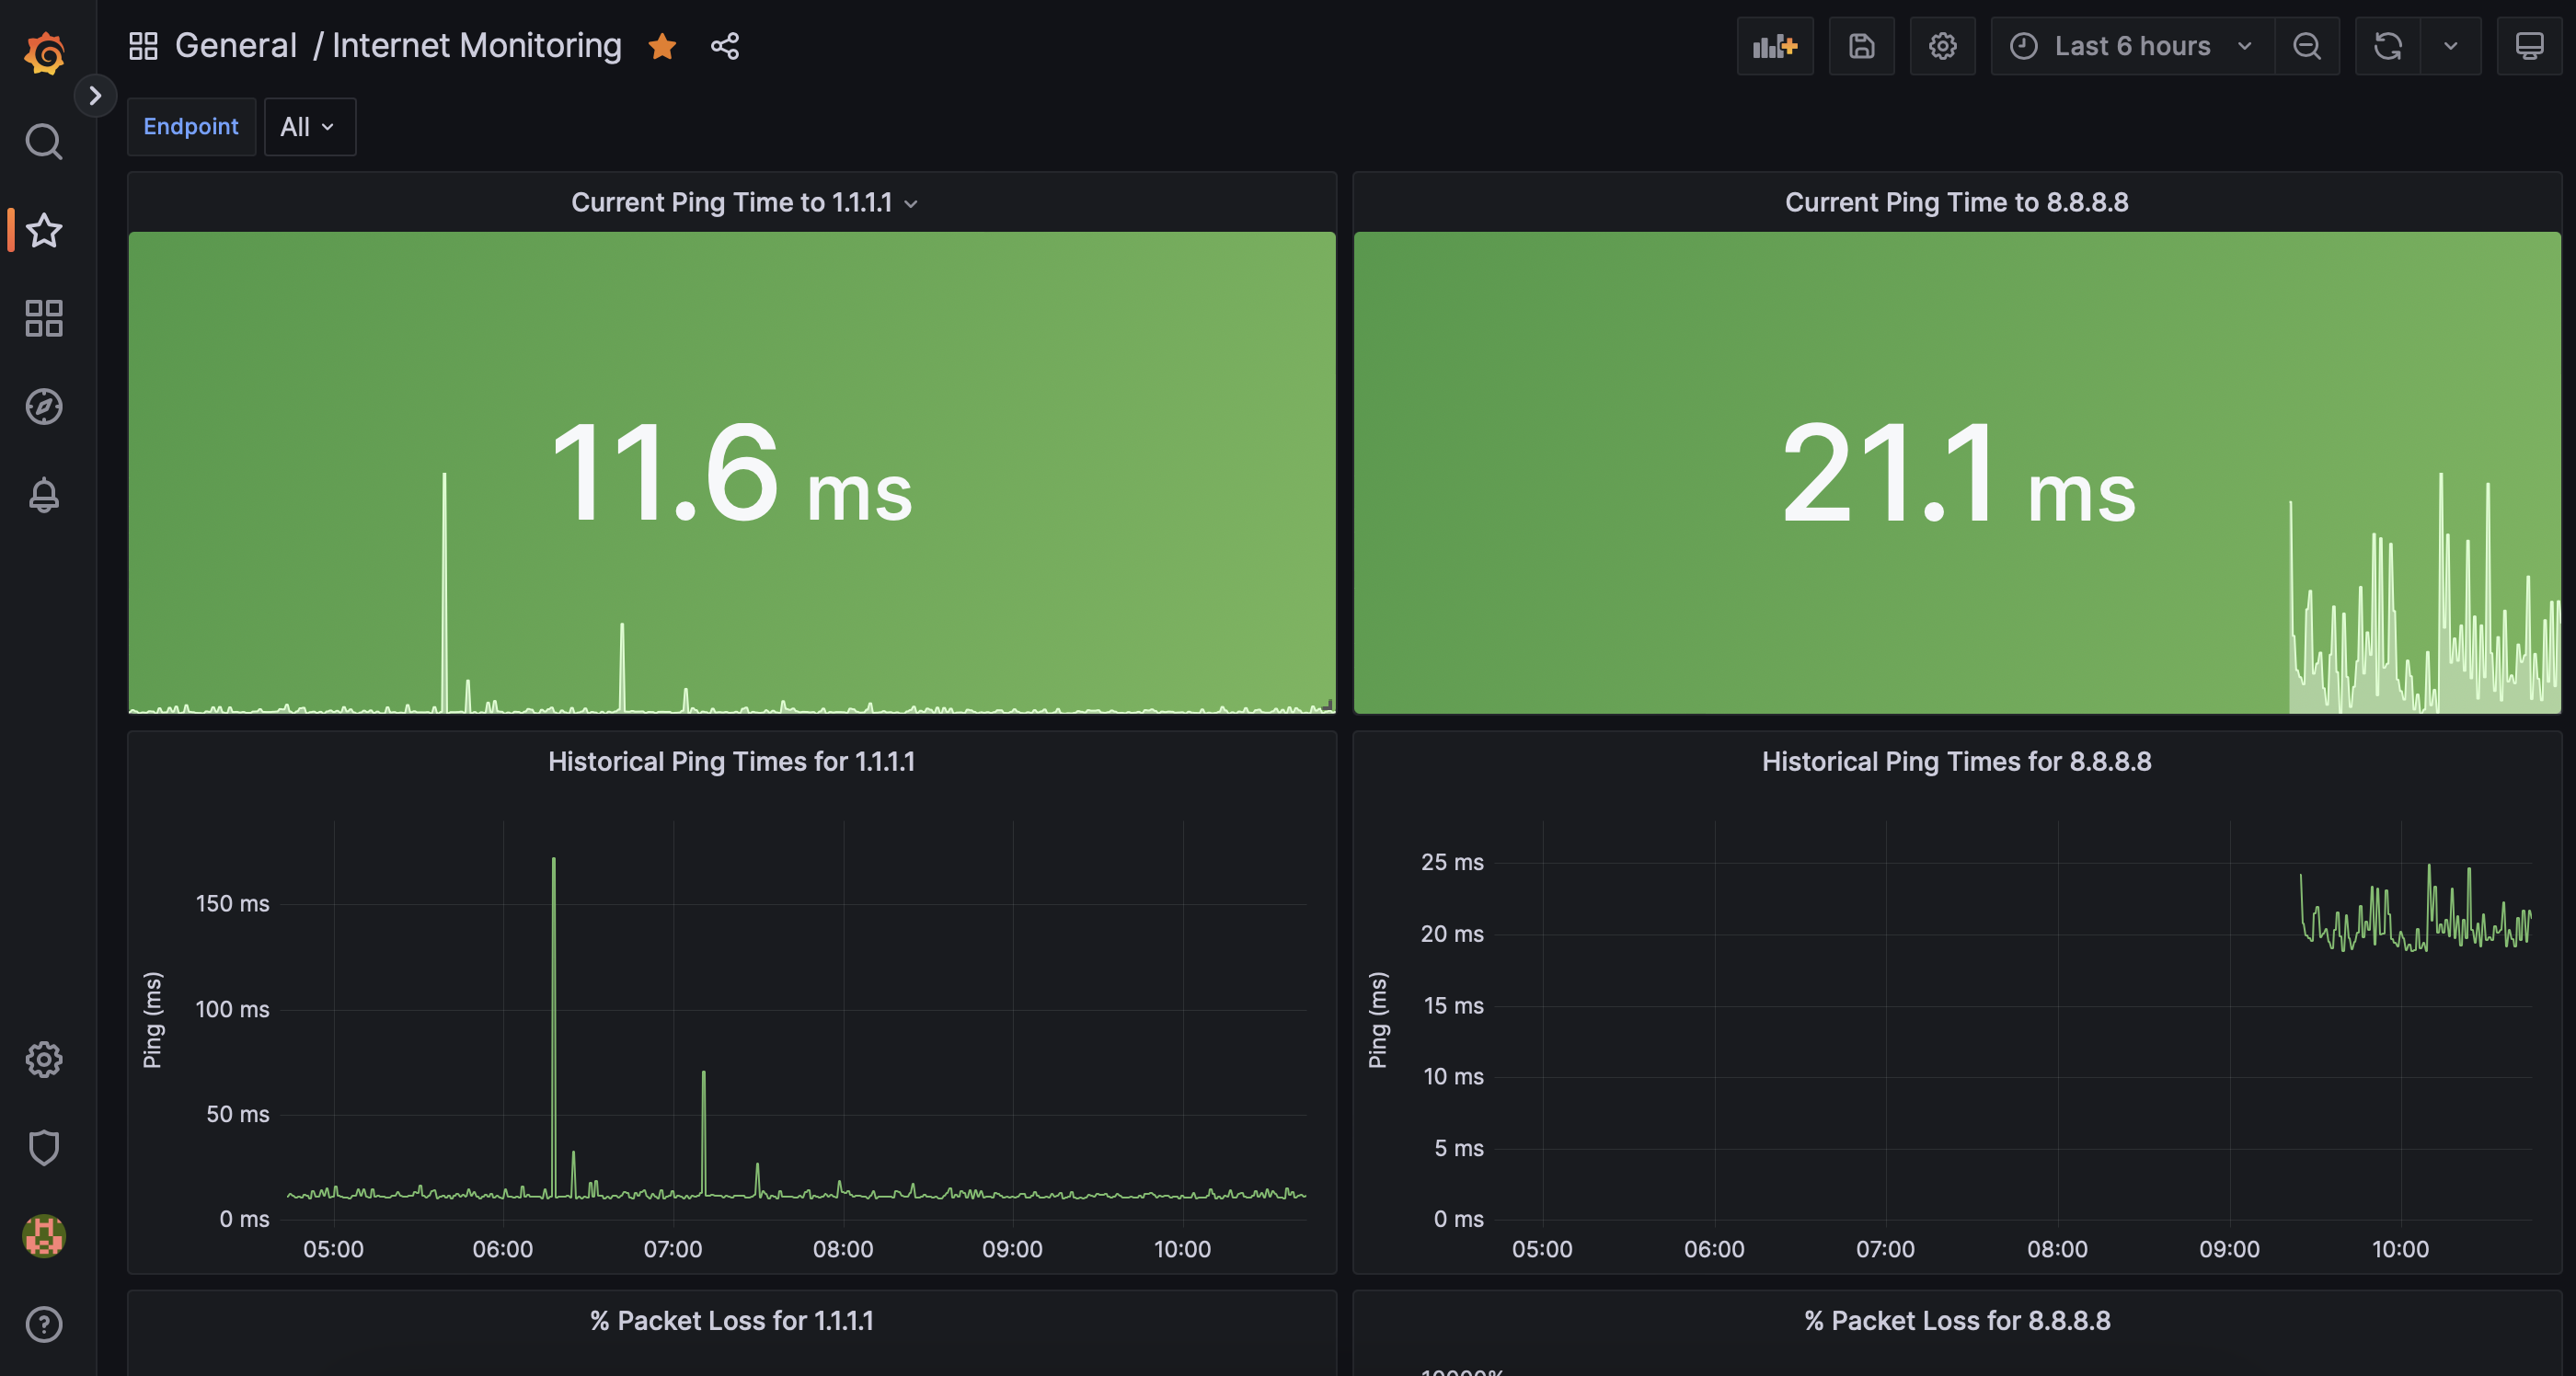 General / Internet Monitoring
Last 6 hours
Endpoint All
Current Ping Time to 1.1.1.1
11.6 ms
Current Ping Time to 8.8.8.8
21.1 ms
Historical Ping Times for 1.1.1.1
Ping (ms)
150 ms
100 ms
50 ms
0 ms
05:00 06:00 07:00 08:00 09:00 10:00
Historical Ping Times for 8.8.8.8
Ping (ms)
25 ms
20 ms
15 ms
10 ms
5 ms
0 ms
05:00 06:00 07:00 08:00 09:00 10:00
% Packet Loss for 1.1.1.1
% Packet Loss for 8.8.8.8